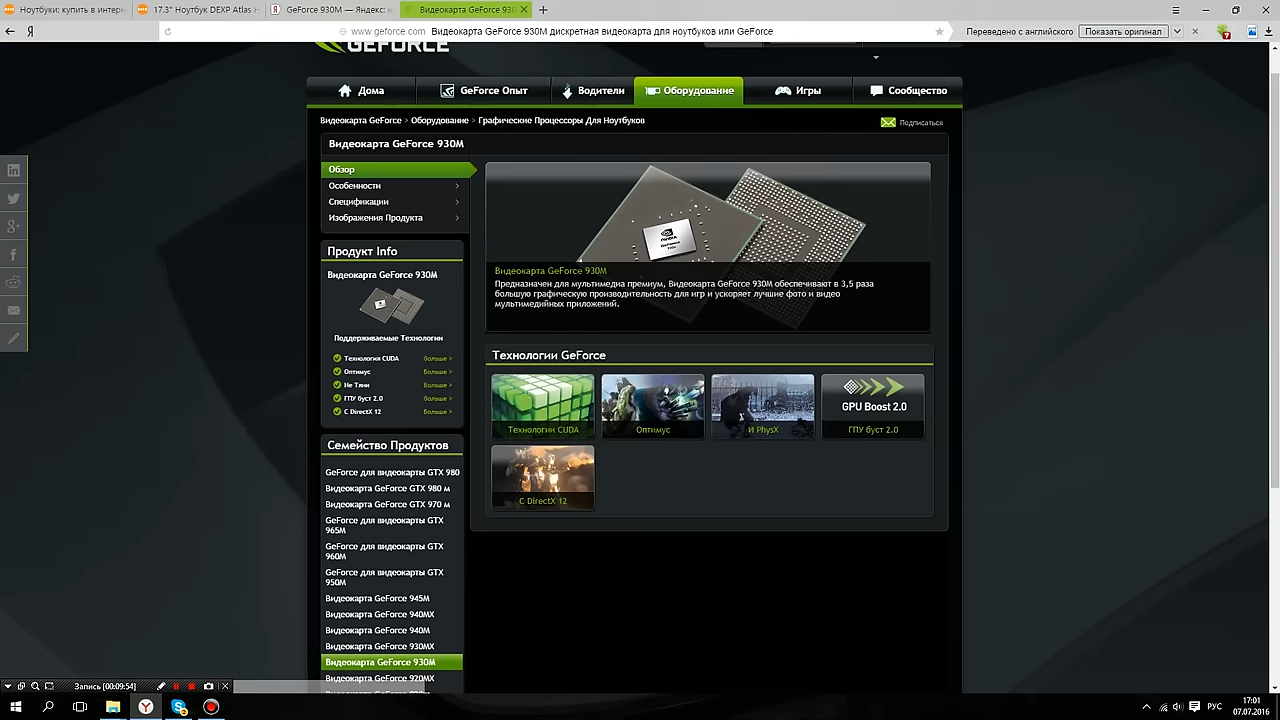 Ноутбуки: купить в интерн
17.3" Ноутбук DEXP Atlas H
GeForce 930M — Яндекс: н
Видеокарта GeForce 930
www.geforce.com Видеокарта GeForce 930M дискретная видеокарта для ноутбуков или GeForce
Переведено с английского
Показать оригинал
GEFORCE
Дома
GeForce Опыт
Водители
Оборудование
Игры
Сообщество
Видеокарта GeForce > Оборудование > Графические Процессоры Для Ноутбуков
Подписаться
Видеокарта GeForce 930M
Обзор
Особенности
Спецификации
Изображения Продукта
Продукт Info
Видеокарта GeForce 930M
Поддерживаемые Технологии
Технология CUDA больше >
Оптимус Больше >
Не Тяни Больше >
ГПУ буст 2.0 больше >
С DirectX 12 Больше >
Семейство Продуктов
GeForce для видеокарты GTX 980
Видеокарта GeForce GTX 980 м
Видеокарта GeForce GTX 970 м
GeForce для видеокарты GTX
965M
GeForce для видеокарты GTX
960M
GeForce для видеокарты GTX
950M
Видеокарта GeForce 945M
Видеокарта GeForce 940MX
Видеокарта GeForce 940M
Видеокарта GeForce 930MX
Видеокарта GeForce 930M
Видеокарта GeForce 920MX
NVIDIA
GeForce
Видеокарта GeForce 930M
Предназначен для мультимедиа премиум, Видеокарта GeForce 930M обеспечивают в 3,5 раза
большую графическую производительность для игр и ускоряет лучшие фото и видео
мультимедийных приложений.
Технологии GeForce
Технологии CUDA
Оптимус
И PhysX
GPU Boost 2.0
ГПУ буст 2.0
С DirectX 12
Запись [00:09:54]
РУС
17:01
07.07.2016